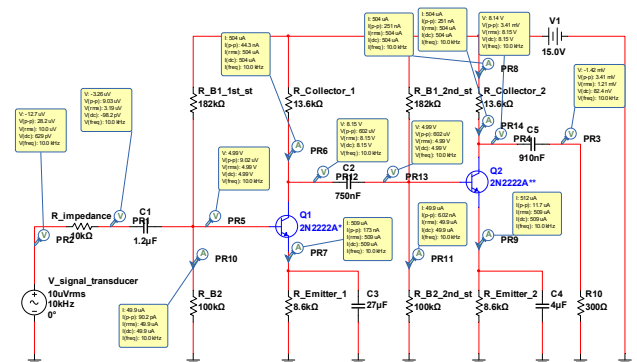 I: 504 uA
I(p-p): 44.3 nA
I(rms): 504 uA
I(dc): 504 uA
I(freq): 10.0 kHz
I: 504 uA
I(p-p): 251 nA
I(rms): 504 uA
I(dc): 504 uA
I(freq): 10.0 kHz
I: 504 uA
I(p-p): 251 nA
I(rms): 504 uA
I(dc): 504 uA
I(freq): 10.0 kHz
V: 8.14 V
V(p-p): 3.41 mV
V(rms): 8.15 V
V(dc): 8.15 V
V(freq): 10.0 kHz
V1
15.0V
PR8
R_B1_1st_st
182kΩ
R_Collector_1
13.6kΩ
R_B1_2nd_st
182kΩ
R_Collector_2
13.6kΩ
V: -3.26 uV
V(p-p): 9.03 uV
V(rms): 3.19 uV
V(dc): -98.2 pV
V(freq): 10.0 kHz
V: -1.42 mV
V(p-p): 3.41 mV
V(rms): 1.21 mV
V(dc): 82.4 nV
V(freq): 10.0 kHz
V: -12.7 uV
V(p-p): 28.2 uV
V(rms): 10.0 uV
V(dc): 629 pV
V(freq): 10.0 kHz
PR14
C5
PR4
PR3
910nF
PR6
V: 4.99 V
V(p-p): 9.02 uV
V(rms): 4.99 V
V(dc): 4.99 V
V(freq): 10.0 kHz
V: 8.15 V
V(p-p): 602 uV
V(rms): 8.15 V
V(dc): 8.15 V
V(freq): 10.0 kHz
V: 4.99 V
V(p-p): 602 uV
V(rms): 4.99 V
V(dc): 4.99 V
V(freq): 10.0 kHz
C2
PR12
PR13
750nF
Q2
2N2222A**
R_impedance
PR2
20kΩ
C1
PR1
1.2µF
PR5
Q1
2N2222A*
PR7
I: 509 uA
I(p-p): 173 nA
I(rms): 509 uA
I(dc): 509 uA
I(freq): 10.0 kHz
I: 49.9 uA
I(p-p): 6.02 nA
I(rms): 49.9 uA
I(dc): 49.9 uA
I(freq): 10.0 kHz
I: 512 uA
I(p-p): 11.7 uA
I(rms): 509 uA
I(dc): 509 uA
I(freq): 10.0 kHz
PR9
PR10
PR11
V_signal_transducer
10uVrms
10kHz
0°
I: 49.9 uA
I(p-p): 90.2 pA
I(rms): 49.9 uA
I(dc): 49.9 uA
I(freq): 10.0 kHz
R_B2
100kΩ
R_Emitter_1
8.6kΩ
C3
27µF
R_B2_2nd_st
100kΩ
R_Emitter_2
8.6kΩ
C4
4µF
R10
300Ω